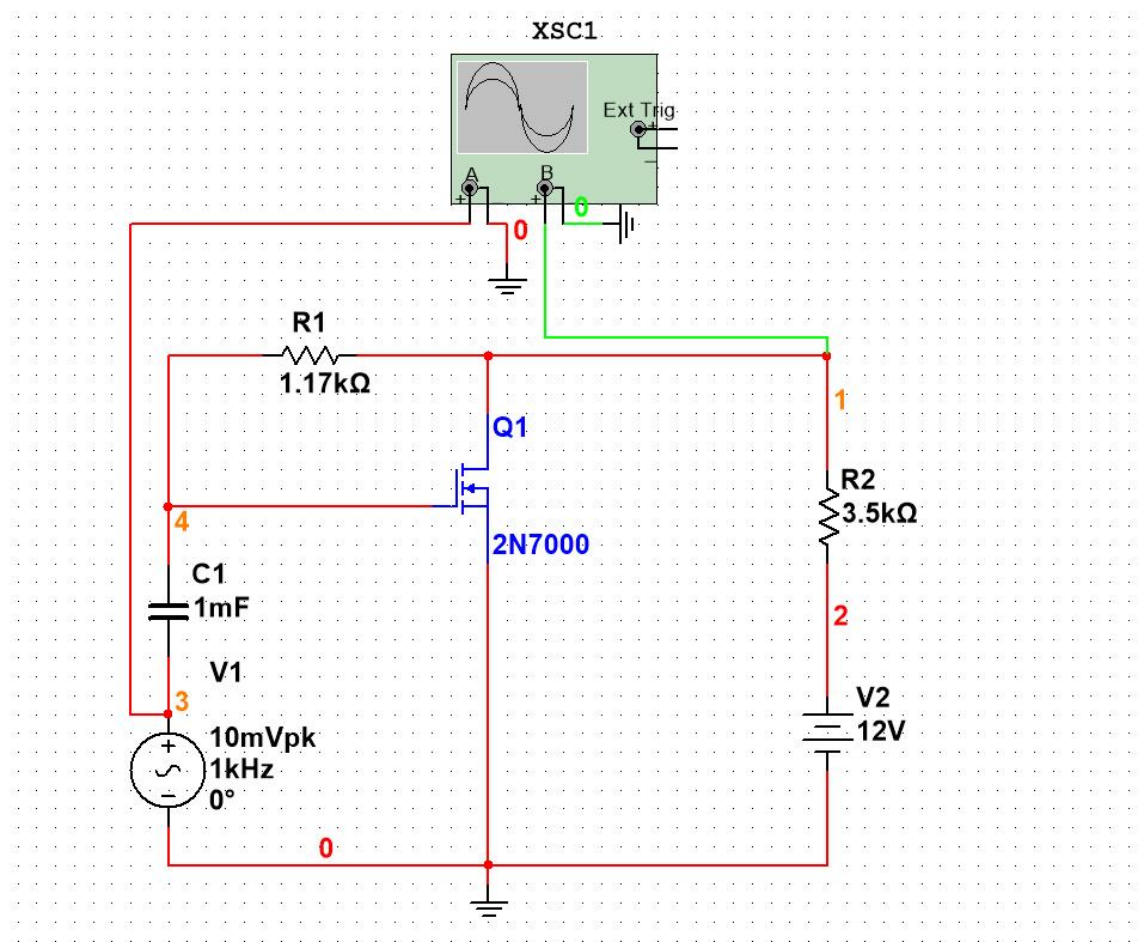 XSC1
Ext Trig
+
–
A
B
+
+
0
0
R1
1.17kΩ
1
Q1
R2
3.5kΩ
4
2N7000
C1
1mF
2
V1
3
V2
12V
+
10mVpk
1kHz
–
0°
0